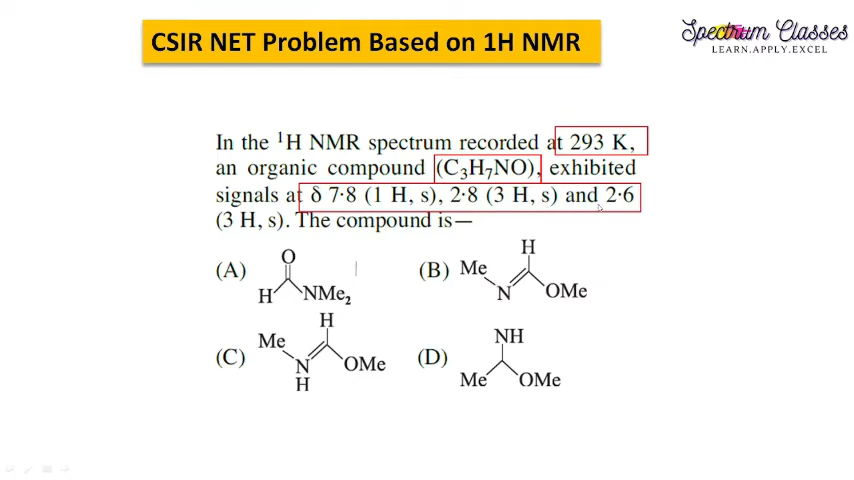 CSIR NET Problem Based on 1H NMR
Spectrum Classes
LEARN.APPLY.EXCEL
In the ¹H NMR spectrum recorded at 293 K,
an organic compound (C₃H₇NO), exhibited
signals at δ 7·8 (1 H, s), 2·8 (3 H, s) and 2·6
(3 H, s). The compound is—
(A) O H NMe₂
(B) Me H N OMe
(C) Me H N H OMe
(D) NH Me OMe